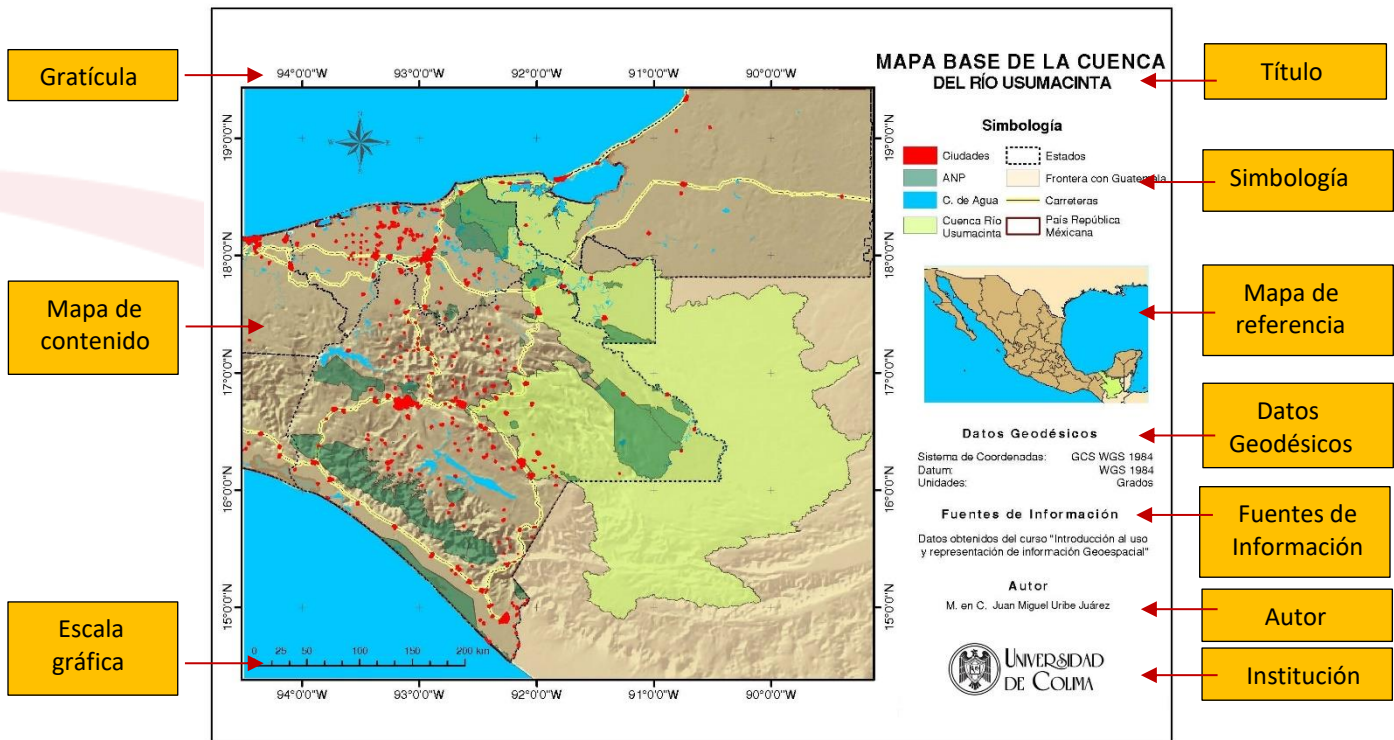 Gratícula
Mapa de
contenido
Escala
gráfica
94°0'0"W 93°0'0"W 92°0'0"W 91°0'0"W 90°0'0"W
19°0'0"N
18°0'0"N
17°0'0"N
16°0'0"N
15°0'0"N
19°0'0"N
18°0'0"N
17°0'0"N
16°0'0"N
15°0'0"N
0 25 50 100 150 200 km
94°0'0"W 93°0'0"W 92°0'0"W 91°0'0"W 90°0'0"W
MAPA BASE DE LA CUENCA
DEL RÍO USUMACINTA
Simbología
Ciudades
ANP
C. de Agua
Cuenca Río
Usumacinta
Estados
Frontera con Guatemala
Carreteras
País República
Méxicana
Datos Geodésicos
Sistema de Coordenadas: GCS WGS 1984
Datum: WGS 1984
Unidades: Grados
Fuentes de Información
Datos obtenidos del curso "Introducción al uso
y representación de información Geoespacial"
Autor
M. en C. Juan Miguel Uribe Juárez
UNIVERSIDAD
DE COLIMA
Título
Simbología
Mapa de
referencia
Datos
Geodésicos
Fuentes de
Información
Autor
Institución